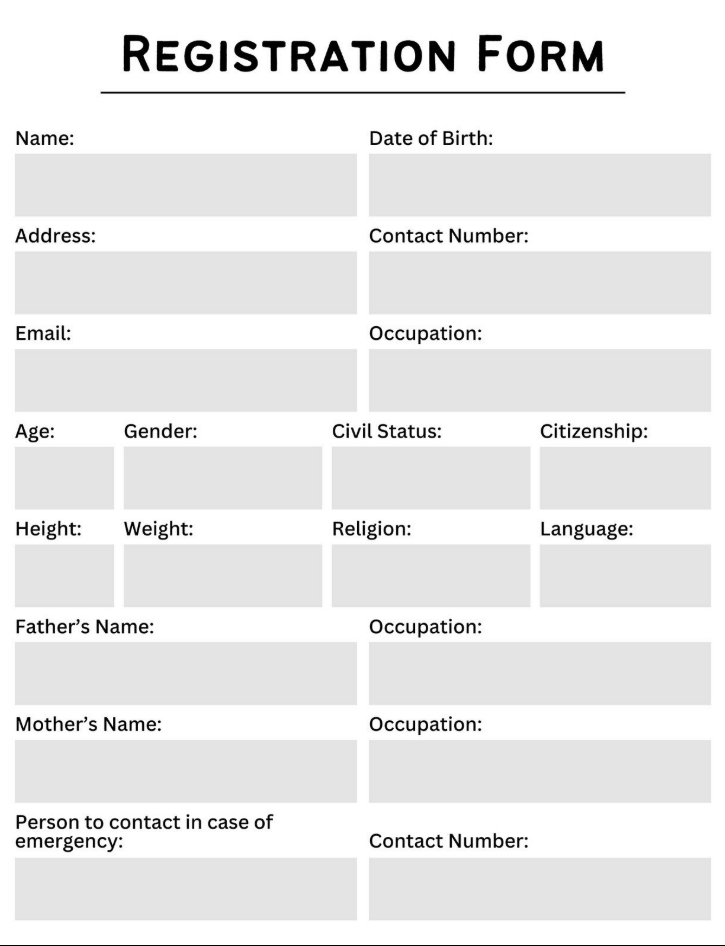 Registration Form
Name:
Date of Birth:
Address:
Contact Number:
Email:
Occupation:
Age:
Gender:
Civil Status:
Citizenship:
Height:
Weight:
Religion:
Language:
Father’s Name:
Occupation:
Mother’s Name:
Occupation:
Person to contact in case of
emergency:
Contact Number: